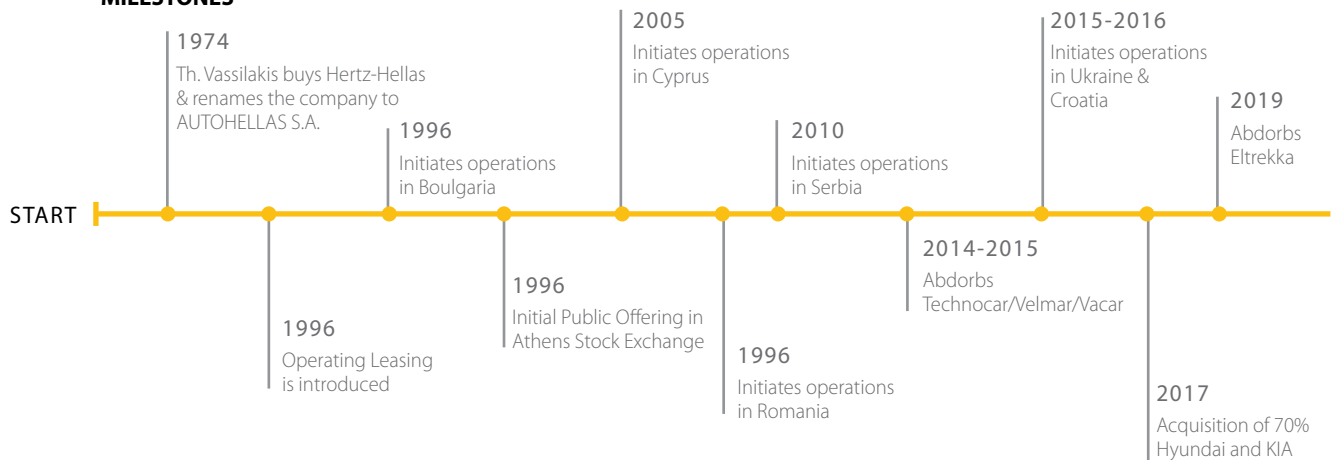 MILESTONES
1974
Th. Vassilakis buys Hertz-Hellas
& renames the company to
AUTOHELLAS S.A.
1996
Initiates operations
in Boulgaria
2005
Initiates operations
in Cyprus
2010
Initiates operations
in Serbia
2015-2016
Initiates operations
in Ukraine &
Croatia
2019
Abdorbs
Eltrekka
START
1996
Operating Leasing
is introduced
1996
Initial Public Offering in
Athens Stock Exchange
1996
Initiates operations
in Romania
2014-2015
Abdorbs
Technocar/Velmar/Vacar
2017
Acquisition of 70%
Hyundai and KIA